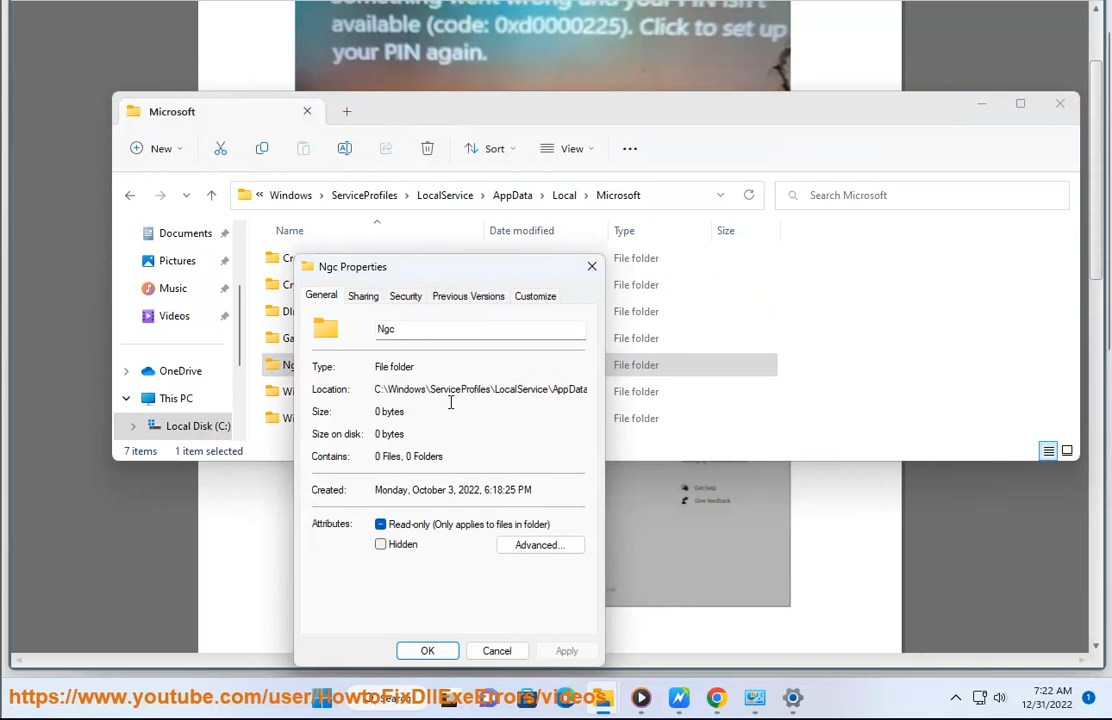 available (code: 0xd0000225). Click to set up
your PIN again.
Microsoft
New
Sort
View
Windows
ServiceProfiles
LocalService
AppData
Local
Microsoft
Search Microsoft
Documents
Pictures
Music
Videos
OneDrive
This PC
Local Disk (C:)
Name
Date modified
Type
Size
File folder
File folder
File folder
File folder
File folder
File folder
File folder
7 items
1 item selected
Ngc Properties
General
Sharing
Security
Previous Versions
Customize
Ngc
Type:
File folder
Location:
C:\Windows\ServiceProfiles\LocalService\AppData
Size:
0 bytes
Size on disk:
0 bytes
Contains:
0 Files, 0 Folders
Created:
Monday, October 3, 2022, 6:18:25 PM
Attributes:
Read-only (Only applies to files in folder)
Hidden
Advanced...
OK
Cancel
Apply
Get help
Give feedback
https://www.youtube.com/user/HowtoFixDllExeErrors/videos
7:22 AM
12/31/2022
1